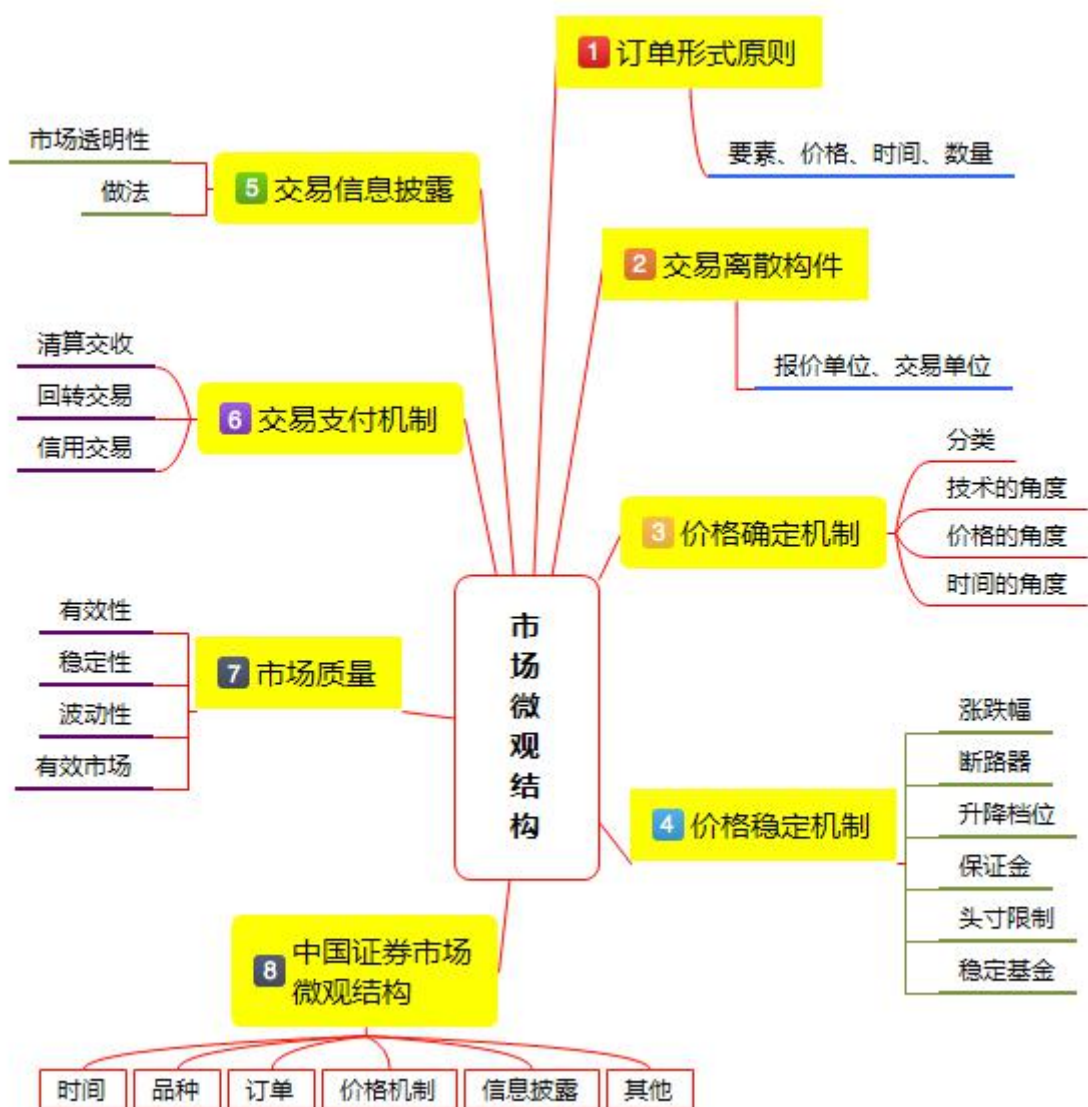 市场微观结构
1 订单形式原则
要素、价格、时间、数量
2 交易离散构件
报价单位、交易单位
3 价格确定机制
分类
技术的角度
价格的角度
时间的角度
4 价格稳定机制
涨跌幅
断路器
升降档位
保证金
头寸限制
稳定基金
5 交易信息披露
市场透明性
做法
6 交易支付机制
清算交收
回转交易
信用交易
7 市场质量
有效性
稳定性
波动性
有效市场
8 中国证券市场
微观结构
时间
品种
订单
价格机制
信息披露
其他